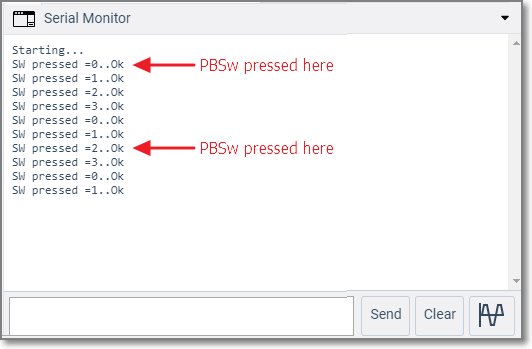 Serial Monitor
Starting...
SW pressed =0..Ok PBSw pressed here
SW pressed =1..Ok
SW pressed =2..Ok
SW pressed =3..Ok
SW pressed =0..Ok
SW pressed =1..Ok
SW pressed =2..Ok PBSw pressed here
SW pressed =3..Ok
SW pressed =0..Ok
SW pressed =1..Ok
Send Clear